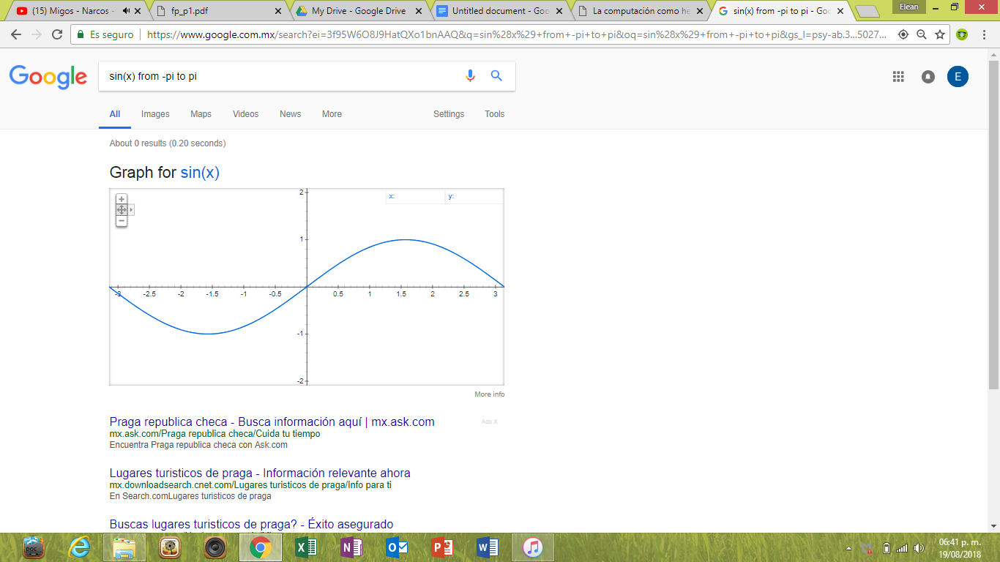 (15) Migos - Narcos -
fp_p1.pdf
My Drive - Google Drive
Untitled document - Goo
La computación como he
sin(x) from -pi to pi - Goo
Elean
Es seguro
https://www.google.com.mx/search?ei=3f95W6O8J9HatQXo1bnAAQ&q=sin%28x%29+from+-pi+to+pi&oq=sin%28x%29+from+-pi+to+pi&gs_l=psy-ab.3...5027...
Google
sin(x) from -pi to pi
E
All Images Maps Videos News More Settings Tools
About 0 results (0.20 seconds)
Graph for sin(x)
x: y:
2
1
-3 -2.5 -2 -1.5 -1 -0.5 0.5 1 1.5 2 2.5 3
-1
-2
More info
Praga republica checa - Busca información aquí | mx.ask.com
Ads X
mx.ask.com/Praga republica checa/Cuida tu tiempo
Encuentra Praga republica checa con Ask.com
Lugares turisticos de praga - Información relevante ahora
mx.downloadsearch.cnet.com/Lugares turisticos de praga/Info para ti
En Search.comLugares turisticos de praga
Buscas lugares turisticos de praga? - Éxito asegurado
DOC
06:41 p. m.
19/08/2018